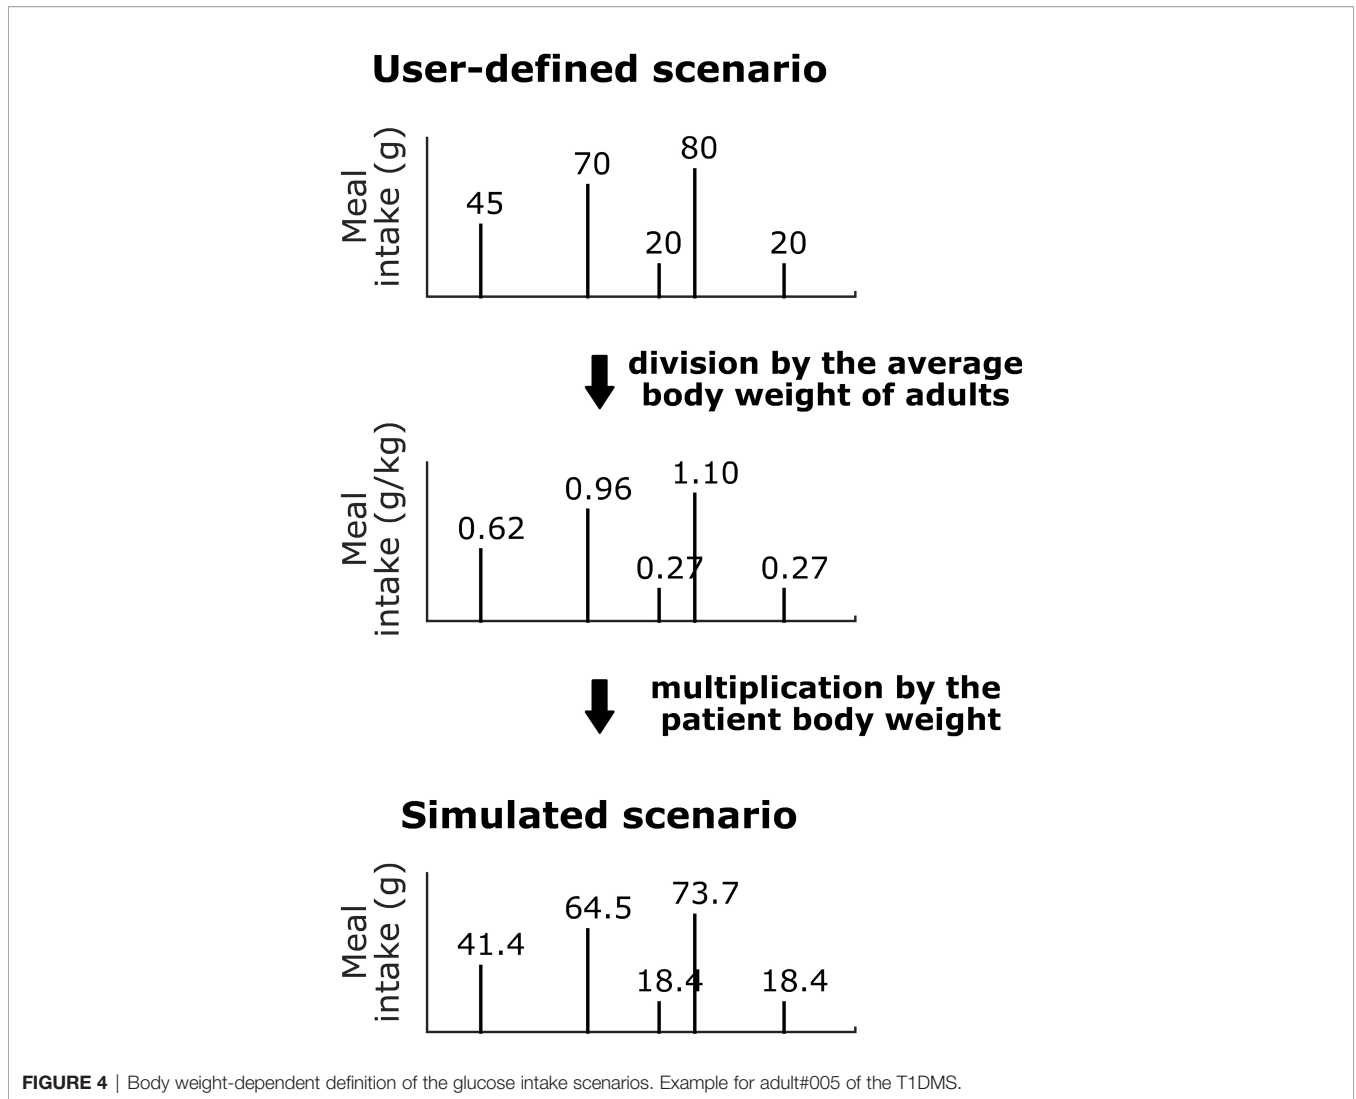 User-defined scenario
Meal
intake (g)
45
70
20
80
20
division by the average
body weight of adults
Meal
intake (g/kg)
0.62
0.96
0.27
1.10
0.27
multiplication by the
patient body weight
Simulated scenario
Meal
intake (g)
41.4
64.5
18.4
73.7
18.4
FIGURE 4 | Body weight-dependent definition of the glucose intake scenarios. Example for adult#005 of the T1DMS.